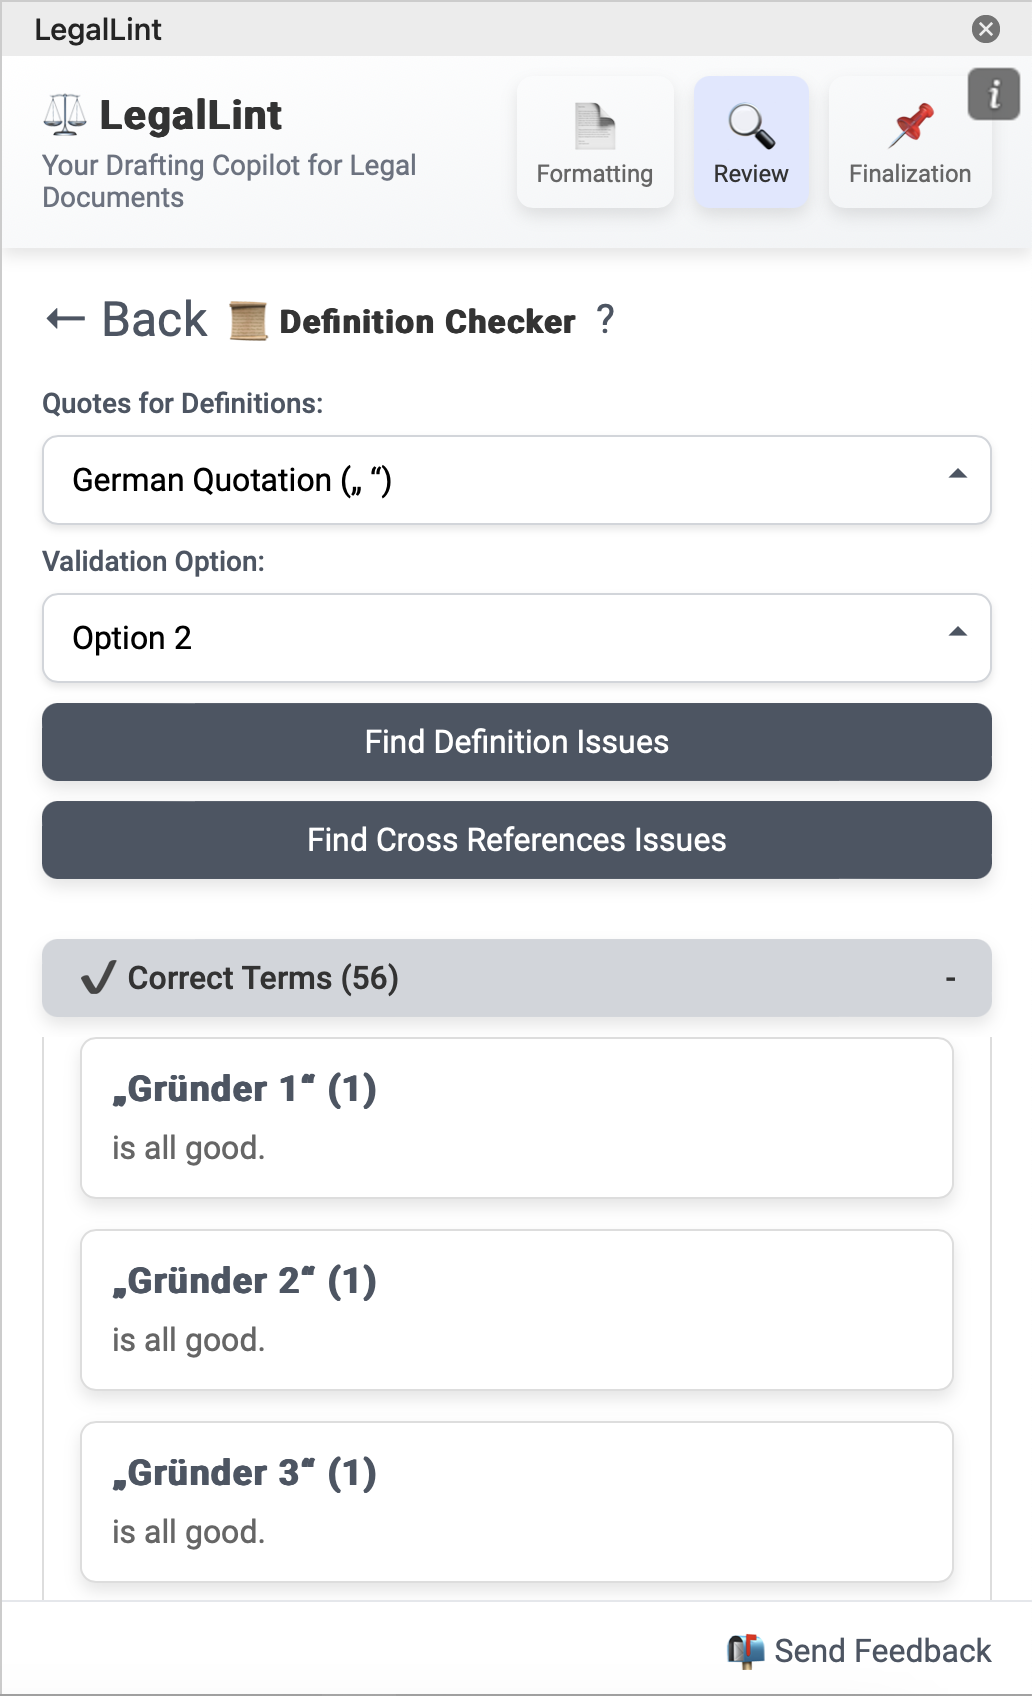 LegalLint
LegalLint
Your Drafting Copilot for Legal
Documents
Formatting
Review
Finalization
i
← Back
Definition Checker ?
Quotes for Definitions:
German Quotation („ “)
Validation Option:
Option 2
Find Definition Issues
Find Cross References Issues
✔ Correct Terms (56) -
„Gründer 1“ (1)
is all good.
„Gründer 2“ (1)
is all good.
„Gründer 3“ (1)
is all good.
Send Feedback